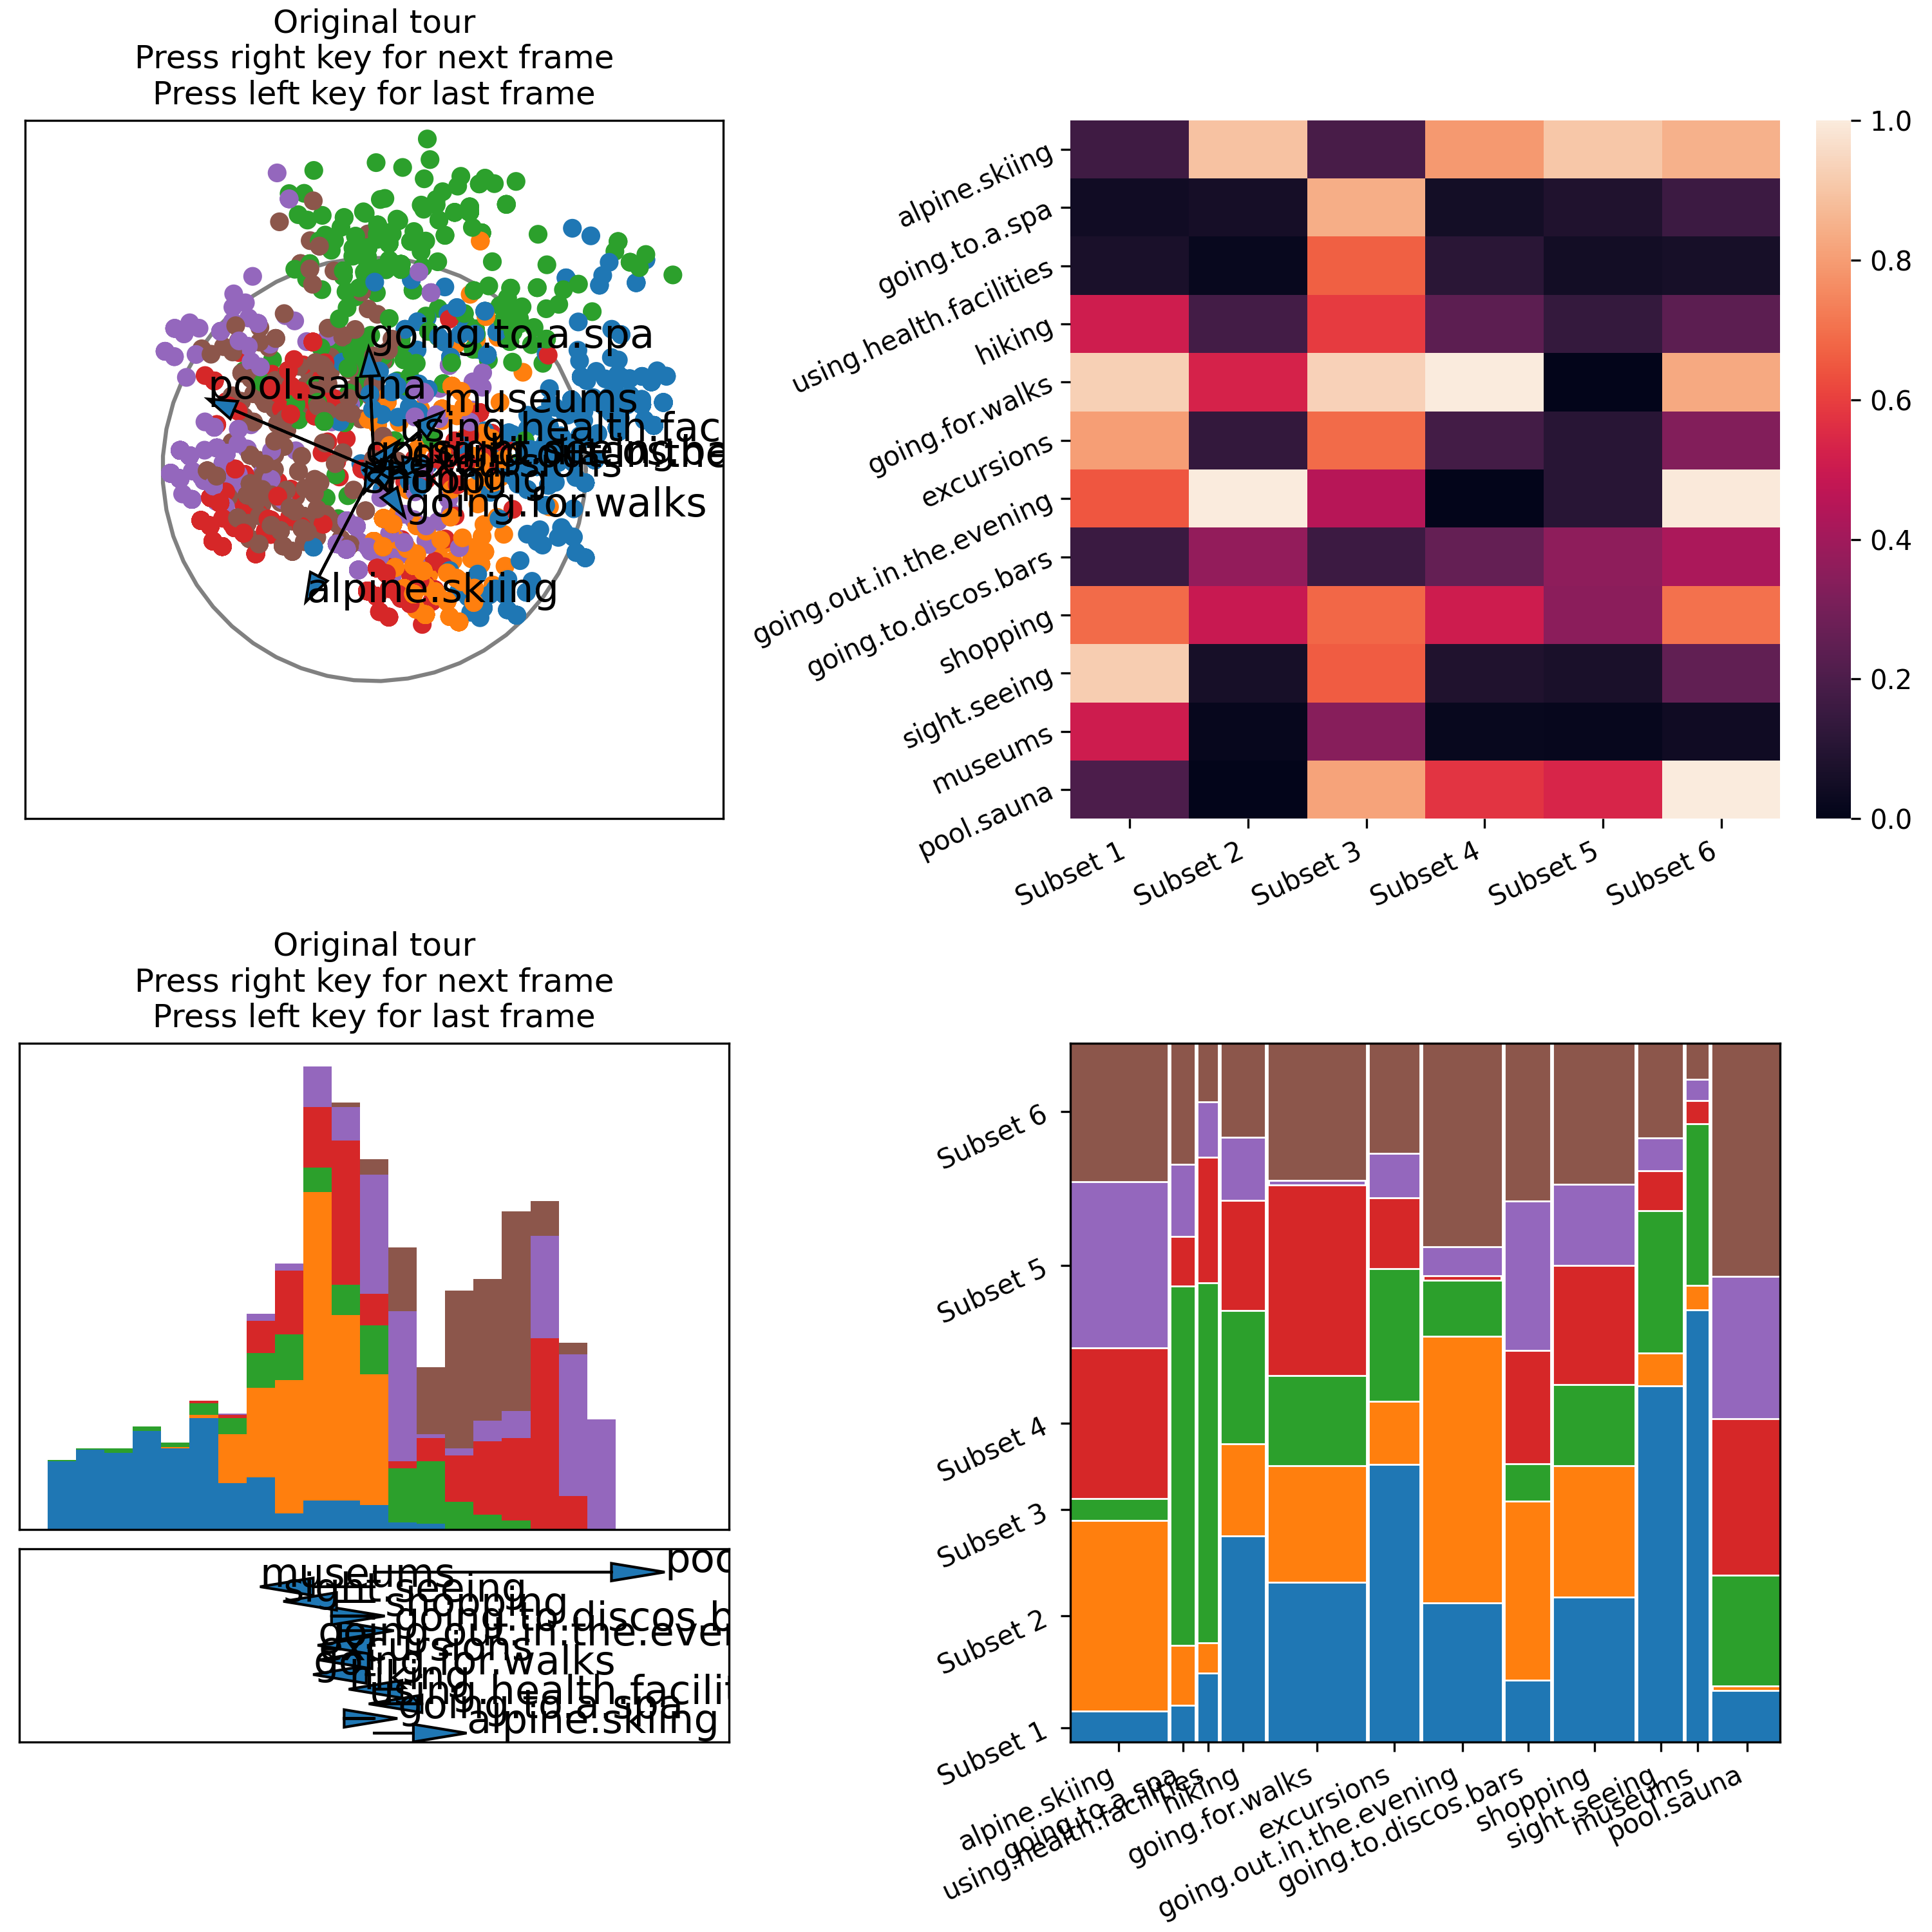 Original tour
Press right key for next frame
Press left key for last frame
going.to.a.spa
pool.sauna
museums
going.for.walks
alpine.skiing
alpine.skiing
going.to.a.spa
using.health.facilities
hiking
going.for.walks
excursions
going.out.in.the.evening
going.to.discos.bars
shopping
sight.seeing
museums
pool.sauna
Subset 1
Subset 2
Subset 3
Subset 4
Subset 5
Subset 6
1.0
0.8
0.6
0.4
0.2
0.0
Original tour
Press right key for next frame
Press left key for last frame
poo
museums
sight.seeing
shopping
going.to.discos.b
going.out.in.the.even
excursions
going.for.walks
hiking
using.health.facilit
going.to.a.spa
alpine.skiing
Subset 6
Subset 5
Subset 4
Subset 3
Subset 2
Subset 1
alpine.skiing
going.to.a.spa
using.health.facilities
hiking
going.for.walks
excursions
going.out.in.the.evening
going.to.discos.bars
shopping
sight.seeing
museums
pool.sauna